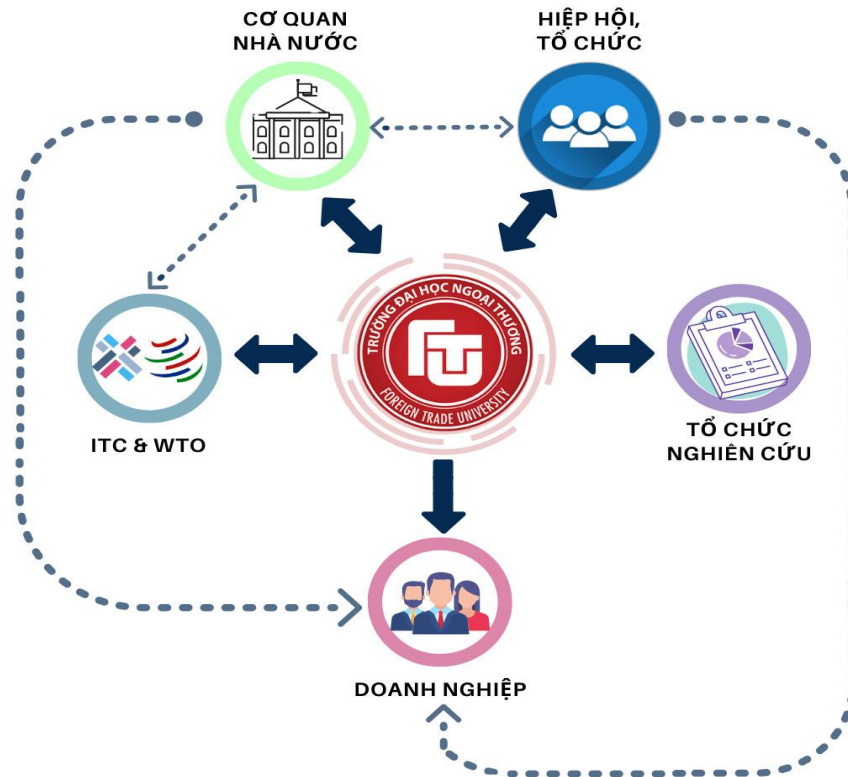 CƠ QUAN
NHÀ NƯỚC
HIỆP HỘI,
TỔ CHỨC
TRƯỜNG ĐẠI HỌC NGOẠI THƯƠNG
FTU
FOREIGN TRADE UNIVERSITY
ITC & WTO
TỔ CHỨC
NGHIÊN CỨU
DOANH NGHIỆP